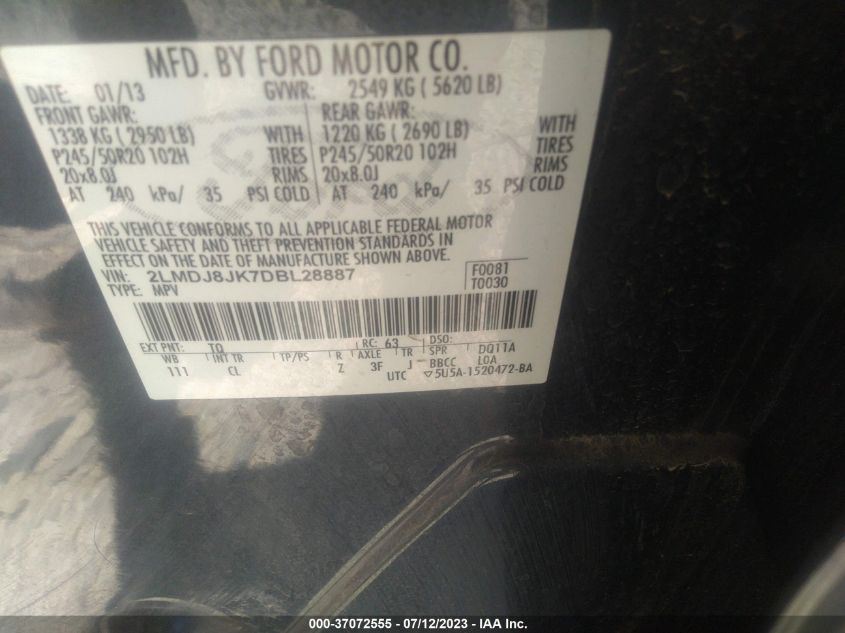 MFD. BY FORD MOTOR CO.
DATE: 01/13 GVWR: 2549 KG ( 5620 LB)
FRONT GAWR: REAR GAWR:
1338 KG ( 2950 LB) WITH 1220 KG ( 2690 LB) WITH
P245/50R20 102H TIRES P245/50R20 102H TIRES
20x8.0J RIMS 20x8.0J RIMS
AT 240 kPa/ 35 PSI COLD AT 240 kPa/ 35 PSI COLD
THIS VEHICLE CONFORMS TO ALL APPLICABLE FEDERAL MOTOR
VEHICLE SAFETY AND THEFT PREVENTION STANDARDS IN
EFFECT ON THE DATE OF MANUFACTURE SHOWN ABOVE.
VIN: 2LMDJ8JK7DBL28887 F0081
TYPE: MPV T0030
EXT PNT: TQ RC: 63 DSO:
WB INT TR TP/PS R AXLE TR SPR DQ11A
111 CL Z 3F J BBCC LOA
UTC ▽5U5A-1520472-BA
000-37072555 - 07/12/2023 - IAA Inc.